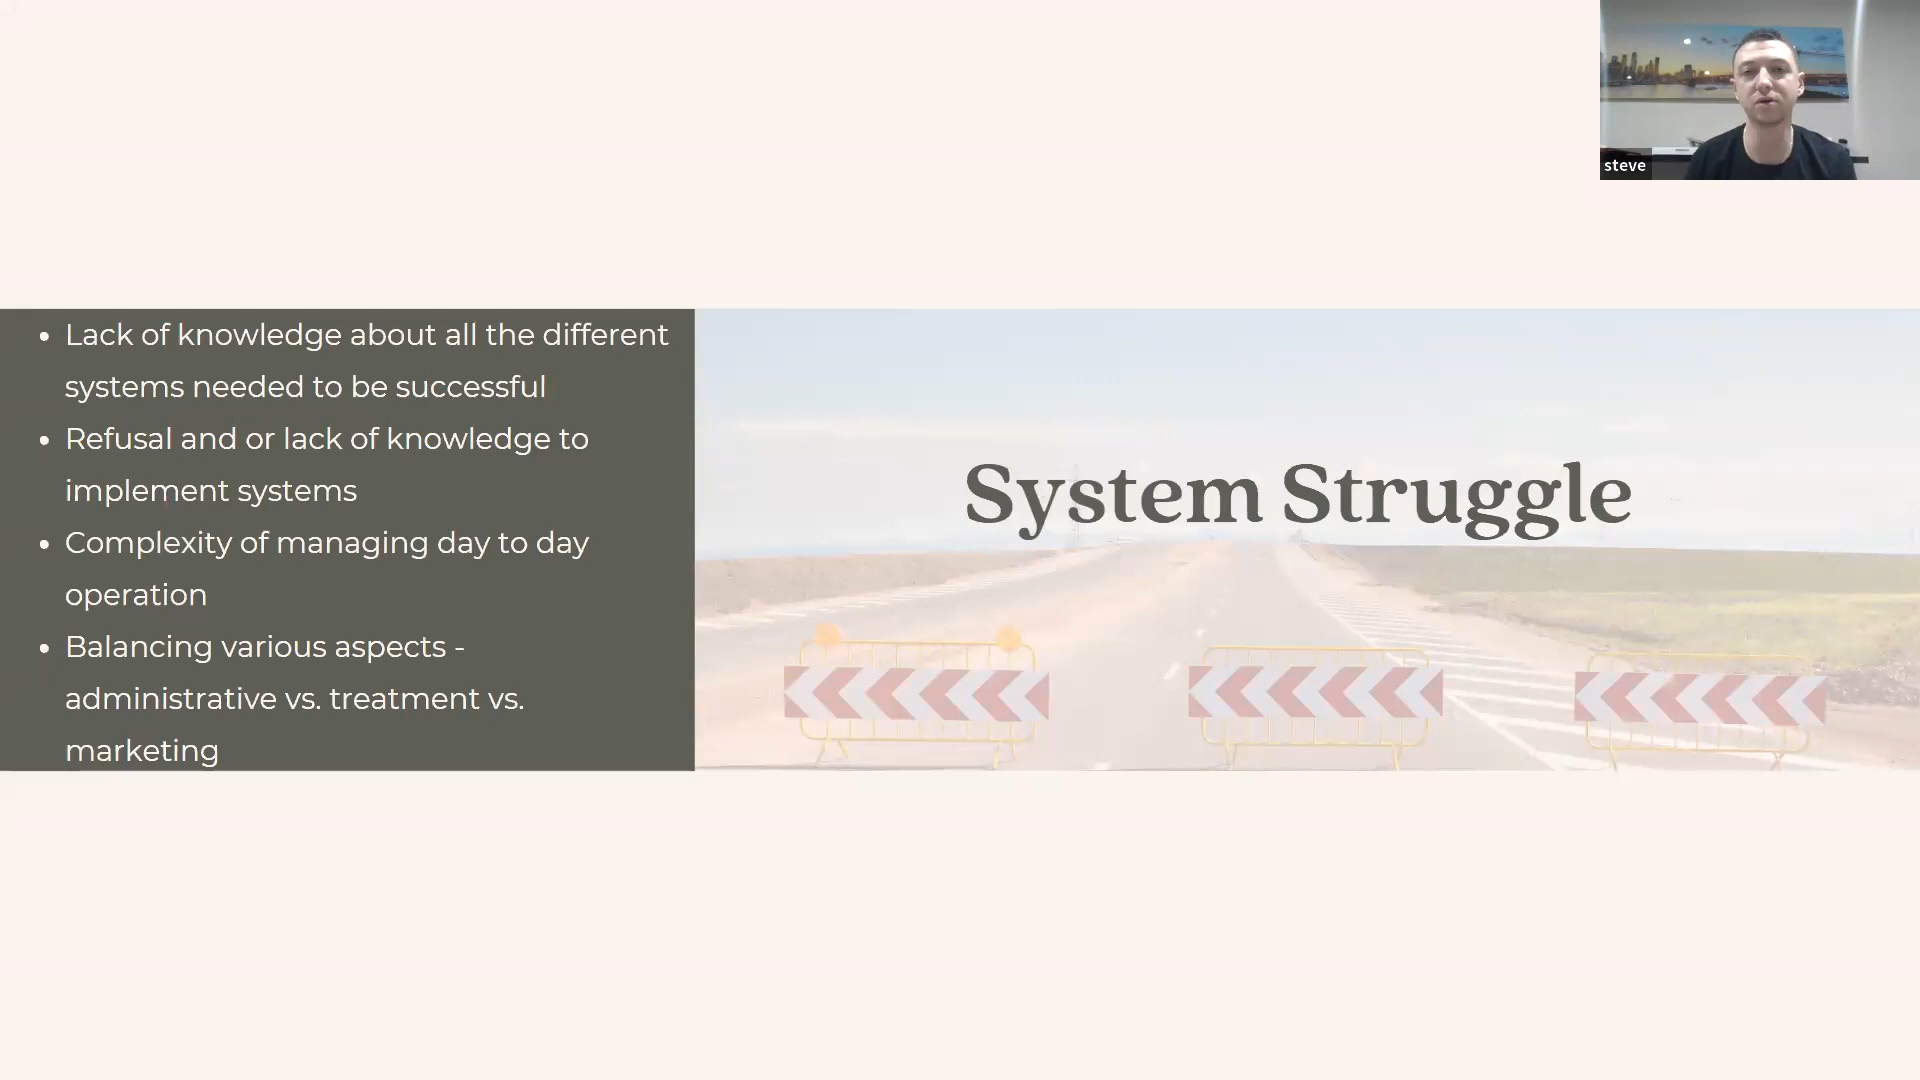 steve
• Lack of knowledge about all the different
systems needed to be successful
• Refusal and or lack of knowledge to
implement systems
• Complexity of managing day to day
operation
• Balancing various aspects -
administrative vs. treatment vs.
marketing
System Struggle